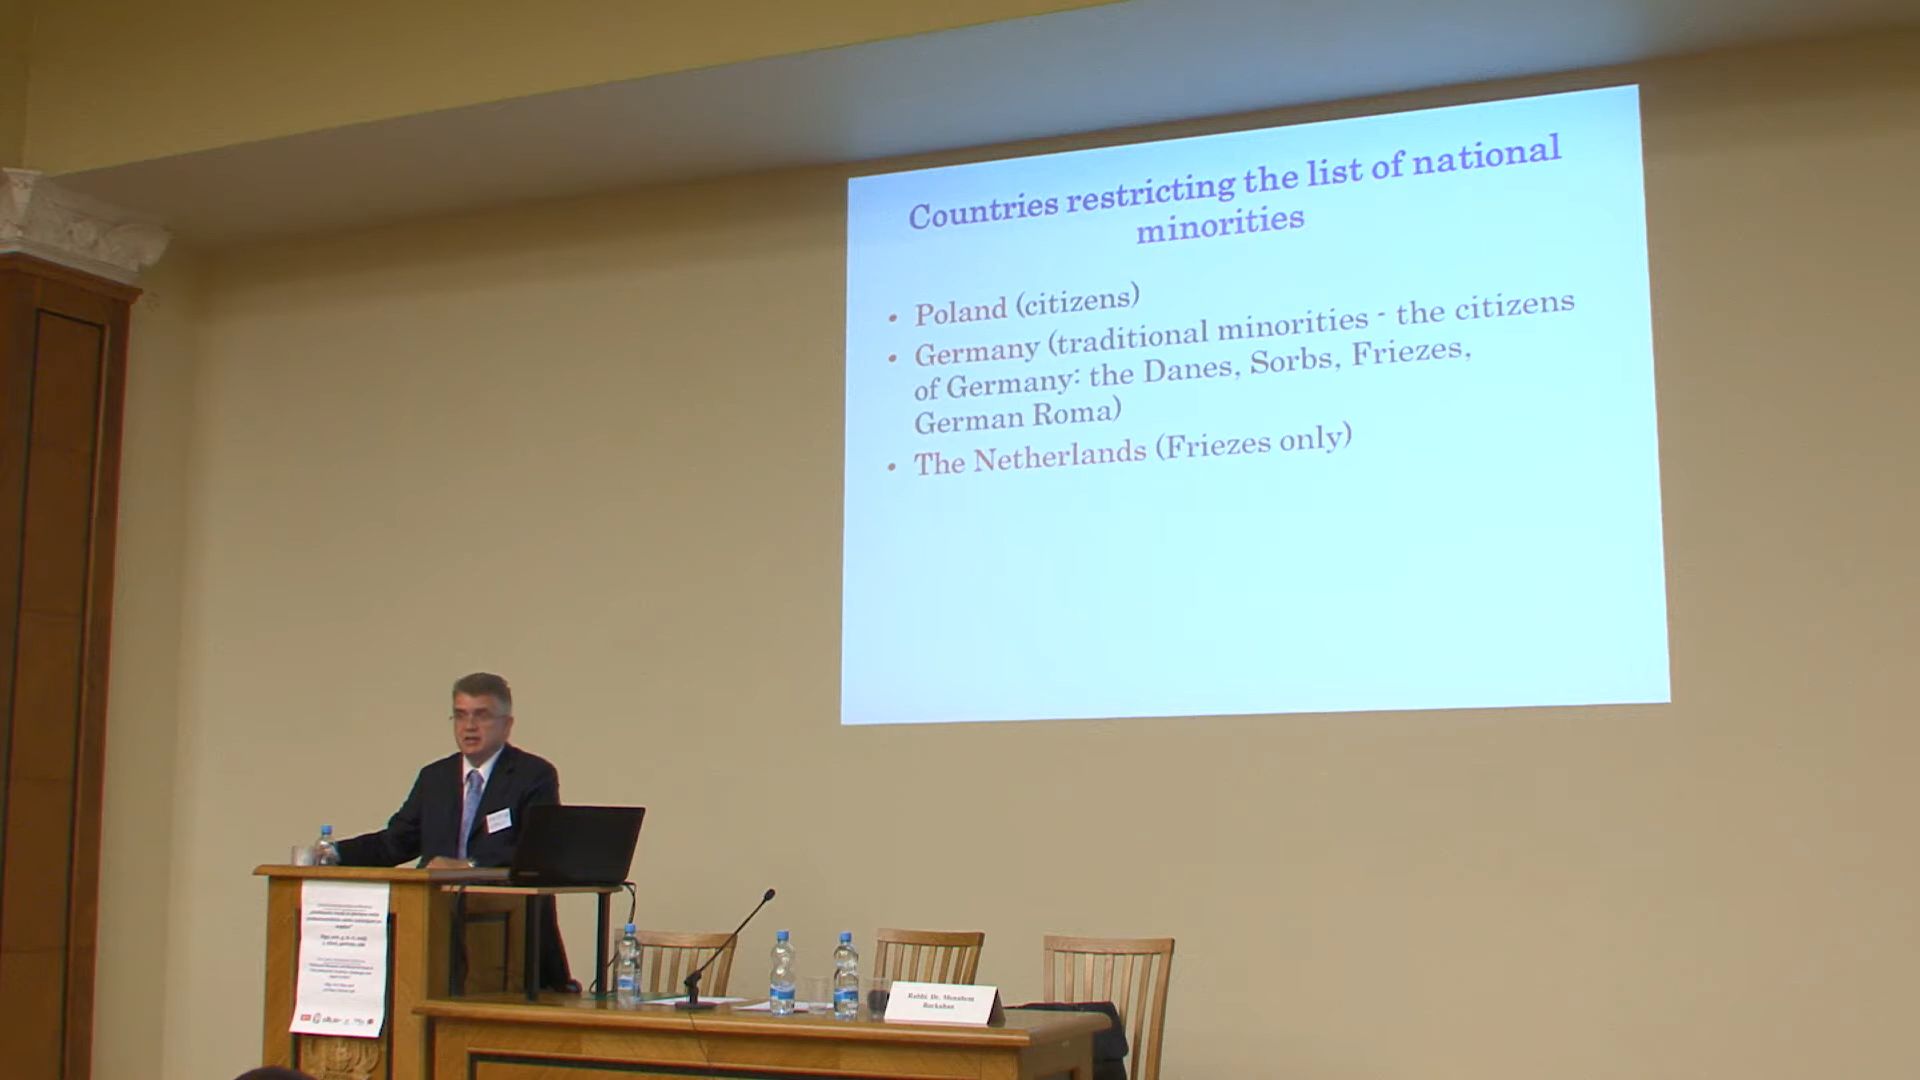 Countries restricting the list of national
minorities
• Poland (citizens)
• Germany (traditional minorities - the citizens
of Germany: the Danes, Sorbs, Friezes,
German Roma)
• The Netherlands (Friezes only)
Rabbi Dr. Menahem
Barkahan